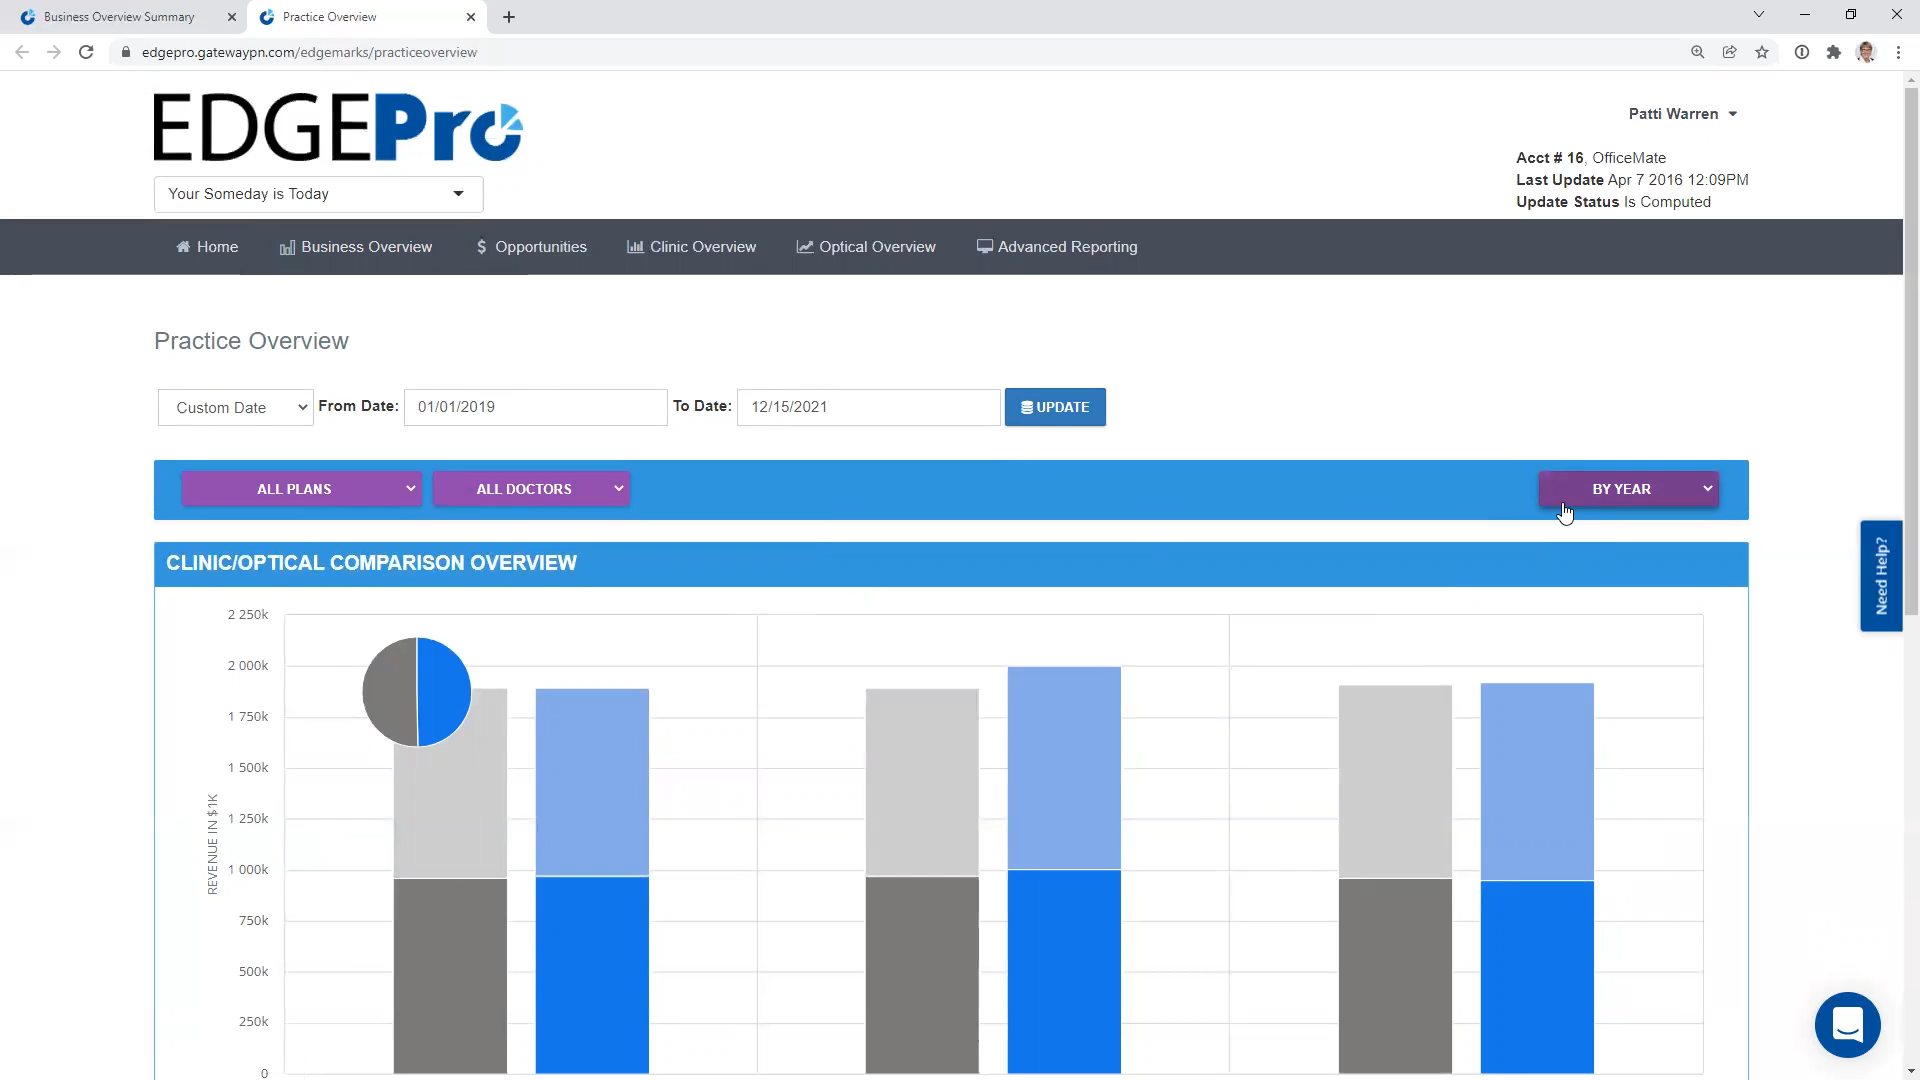 Business Overview Summary
Practice Overview
edgepro.gatewaypn.com/edgemarks/practiceoverview
EDGEPro
Patti Warren
Acct # 16, OfficeMate
Last Update Apr 7 2016 12:09PM
Update Status Is Computed
Your Someday is Today
Home
Business Overview
$ Opportunities
Clinic Overview
Optical Overview
Advanced Reporting
Practice Overview
Custom Date
From Date:
01/01/2019
To Date:
12/15/2021
UPDATE
ALL PLANS
ALL DOCTORS
BY YEAR
Need Help?
CLINIC/OPTICAL COMPARISON OVERVIEW
REVENUE IN $1K
2 250k
2 000k
1 750k
1 500k
1 250k
1 000k
750k
500k
250k
0